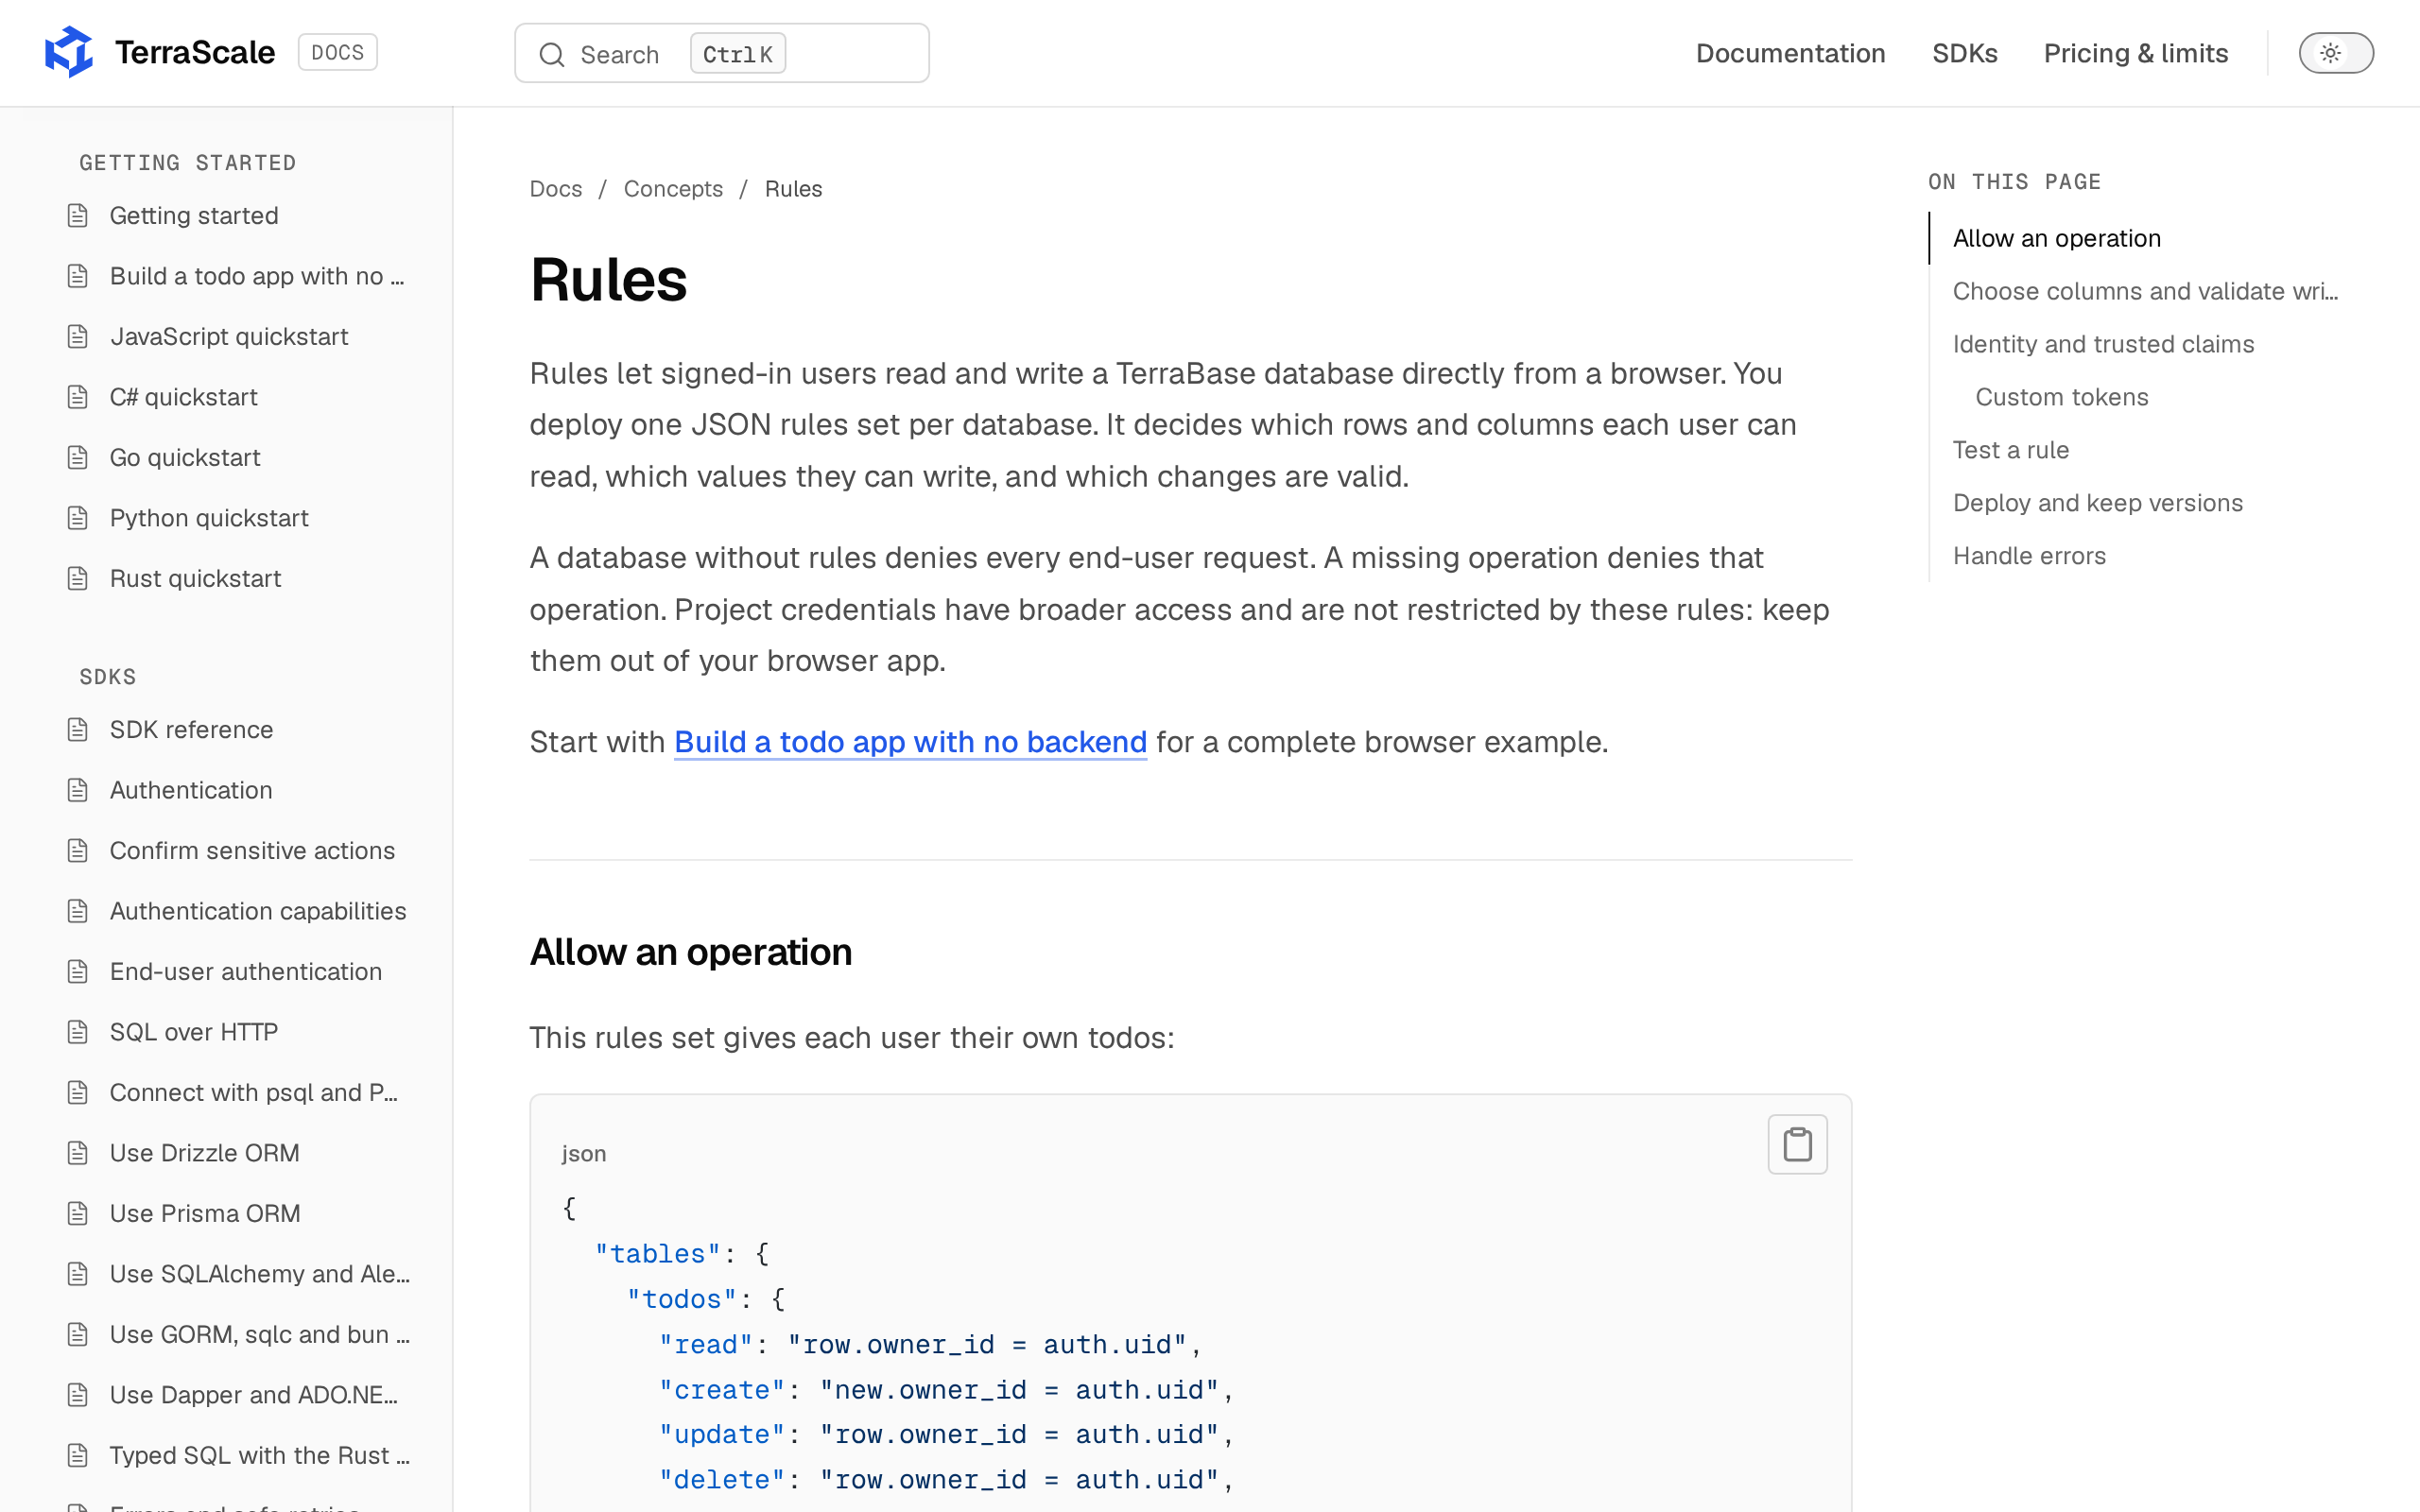 TerraScale DOCS
Search Ctrl K
Documentation SDKs Pricing & limits
GETTING STARTED
Getting started
Build a todo app with no ...
JavaScript quickstart
C# quickstart
Go quickstart
Python quickstart
Rust quickstart
SDKS
SDK reference
Authentication
Confirm sensitive actions
Authentication capabilities
End-user authentication
SQL over HTTP
Connect with psql and P...
Use Drizzle ORM
Use Prisma ORM
Use SQLAlchemy and Ale...
Use GORM, sqlc and bun ...
Use Dapper and ADO.NE...
Typed SQL with the Rust ...
Docs / Concepts / Rules
Rules
Rules let signed-in users read and write a TerraBase database directly from a browser. You
deploy one JSON rules set per database. It decides which rows and columns each user can
read, which values they can write, and which changes are valid.
A database without rules denies every end-user request. A missing operation denies that
operation. Project credentials have broader access and are not restricted by these rules: keep
them out of your browser app.
Start with Build a todo app with no backend for a complete browser example.
Allow an operation
This rules set gives each user their own todos:
json
{
  "tables": {
    "todos": {
      "read": "row.owner_id = auth.uid",
      "create": "new.owner_id = auth.uid",
      "update": "row.owner_id = auth.uid",
      "delete": "row.owner_id = auth.uid",
ON THIS PAGE
Allow an operation
Choose columns and validate wri...
Identity and trusted claims
Custom tokens
Test a rule
Deploy and keep versions
Handle errors